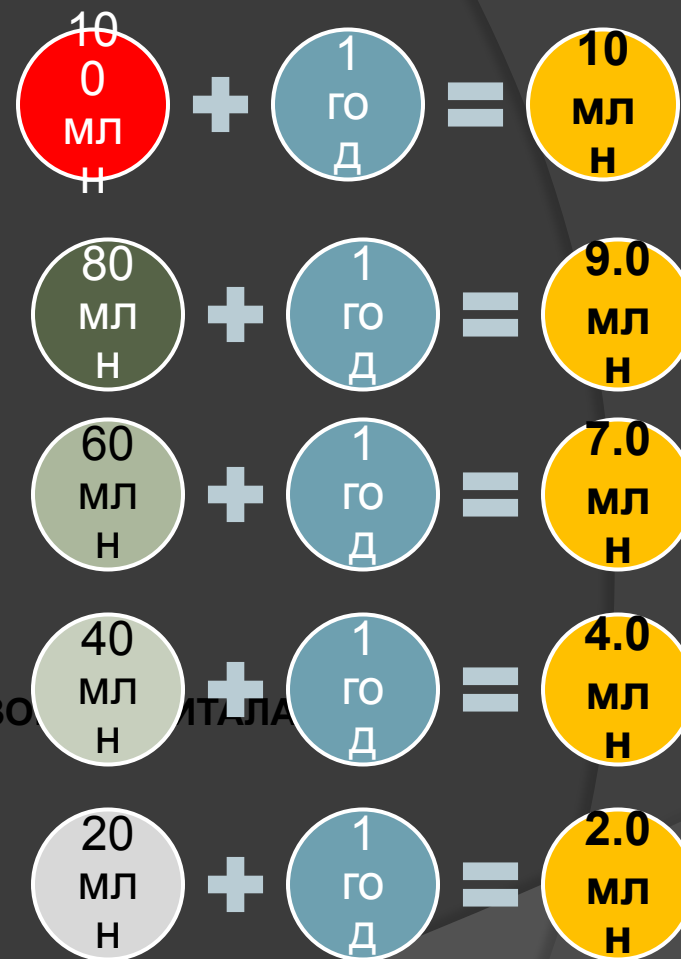 10
0
мл
н
1
го
д
10
мл
н
80
мл
н
1
го
д
9.0
мл
н
60
мл
н
1
го
д
7.0
мл
н
40
мл
н
1
го
д
4.0
мл
н
20
мл
н
1
го
д
2.0
мл
н